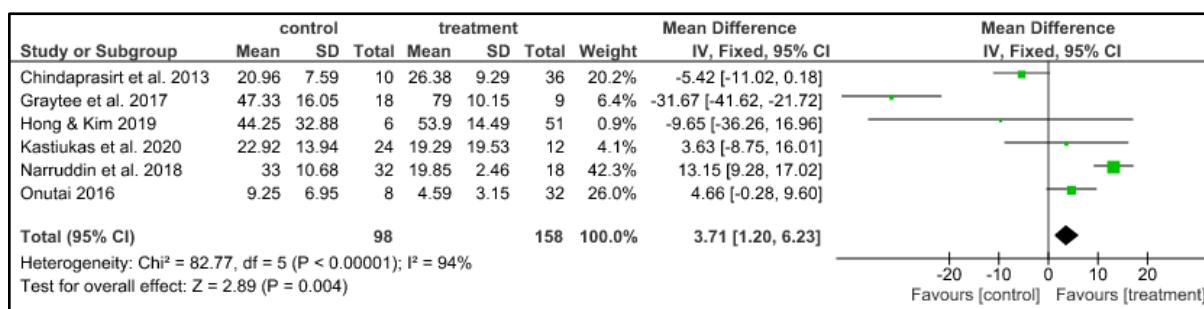 control treatment Mean Difference Mean Difference
Study or Subgroup Mean SD Total Mean SD Total Weight IV, Fixed, 95% CI IV, Fixed, 95% CI
Chindaprasirt et al. 2013 20.96 7.59 10 26.38 9.29 36 20.2% -5.42 [-11.02, 0.18]
Graytee et al. 2017 47.33 16.05 18 79 10.15 9 6.4% -31.67 [-41.62, -21.72]
Hong & Kim 2019 44.25 32.88 6 53.9 14.49 51 0.9% -9.65 [-36.26, 16.96]
Kastiukas et al. 2020 22.92 13.94 24 19.29 19.53 12 4.1% 3.63 [-8.75, 16.01]
Narruddin et al. 2018 33 10.68 32 19.85 2.46 18 42.3% 13.15 [9.28, 17.02]
Onutai 2016 9.25 6.95 8 4.59 3.15 32 26.0% 4.66 [-0.28, 9.60]
Total (95% CI) 98 158 100.0% 3.71 [1.20, 6.23]
Heterogeneity: Chi² = 82.77, df = 5 (P < 0.00001); I² = 94%
Test for overall effect: Z = 2.89 (P = 0.004)
-20 -10 0 10 20
Favours [control] Favours [treatment]